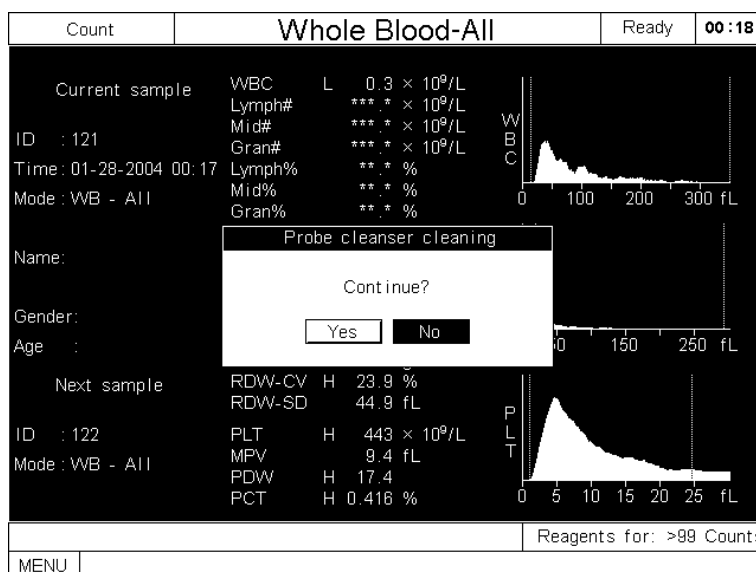 Count Whole Blood-All Ready 00:18
Current sample
ID : 121
Time: 01-28-2004 00:17
Mode: WB - All
Name:
Gender:
Age :
Next sample
ID : 122
Mode: WB - All
WBC L 0.3 × 10⁹/L
Lymph# ***.* × 10⁹/L
Mid# ***.* × 10⁹/L
Gran# ***.* × 10⁹/L
Lymph% **.* %
Mid% **.* %
Gran% **.* %
Probe cleanser cleaning
Continue?
Yes No
RDW-CV H 23.9 %
RDW-SD 44.9 fL
PLT H 443 × 10⁹/L
MPV 9.4 fL
PDW H 17.4
PCT H 0.416 %
WBC
0 100 200 300 fL
150 250 fL
PLT
0 5 10 15 20 25 fL
Reagents for: >99 Counts
MENU